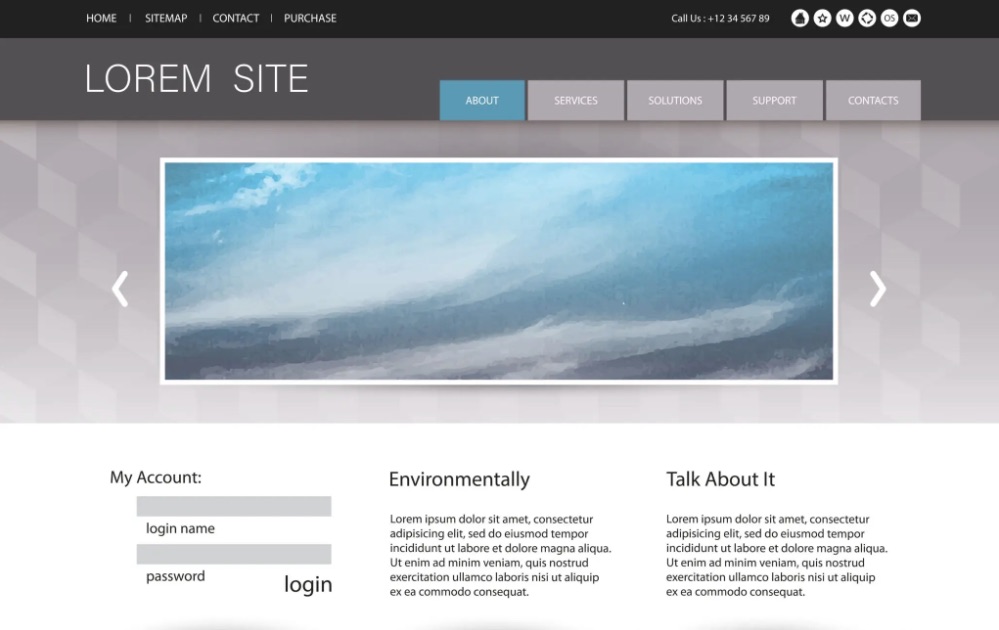 HOME | SITEMAP | CONTACT | PURCHASE
Call Us : +12 34 567 89
W
OS
LOREM SITE
ABOUT
SERVICES
SOLUTIONS
SUPPORT
CONTACTS
My Account:
login name
password
login
Environmentally
Lorem ipsum dolor sit amet, consectetur
adipisicing elit, sed do eiusmod tempor
incididunt ut labore et dolore magna aliqua.
Ut enim ad minim veniam, quis nostrud
exercitation ullamco laboris nisi ut aliquip
ex ea commodo consequat.
Talk About It
Lorem ipsum dolor sit amet, consectetur
adipisicing elit, sed do eiusmod tempor
incididunt ut labore et dolore magna aliqua.
Ut enim ad minim veniam, quis nostrud
exercitation ullamco laboris nisi ut aliquip
ex ea commodo consequat.